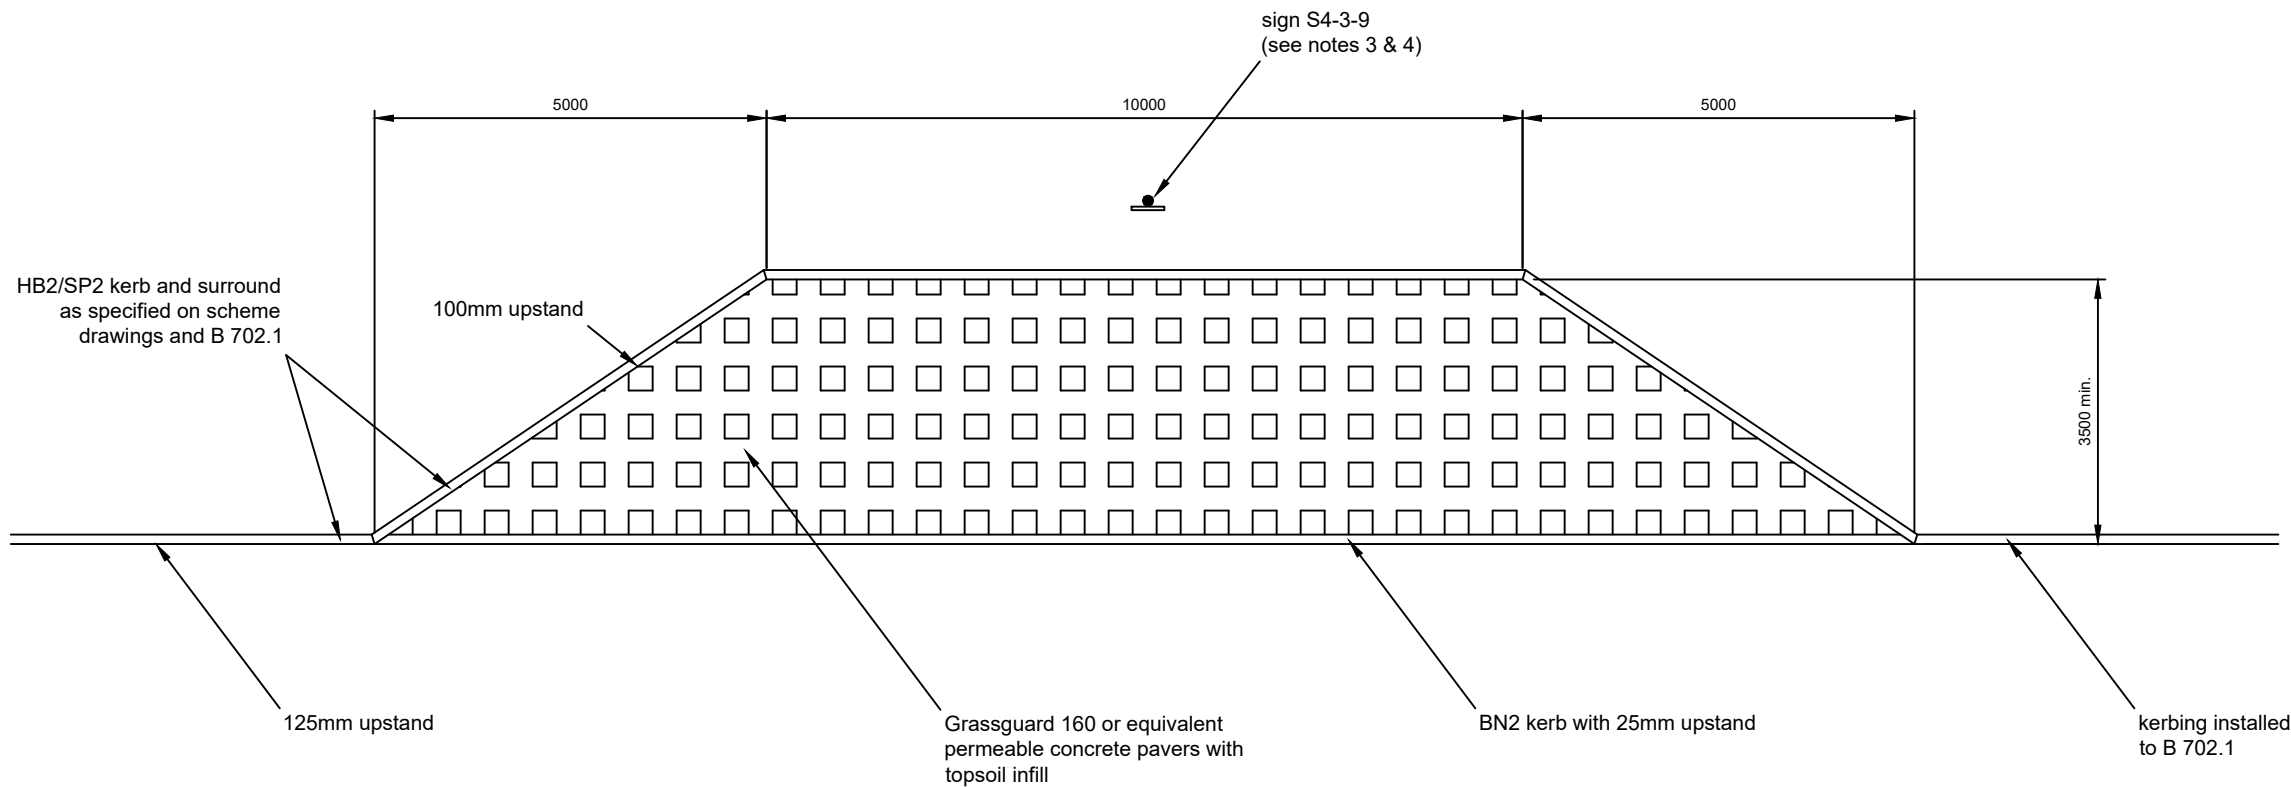 sign S4-3-9
(see notes 3 & 4)
5000
10000
5000
HB2/SP2 kerb and surround
as specified on scheme
drawings and B 702.1
100mm upstand
3500 min.
125mm upstand
Grassguard 160 or equivalent
permeable concrete pavers with
topsoil infill
BN2 kerb with 25mm upstand
kerbing installed
to B 702.1